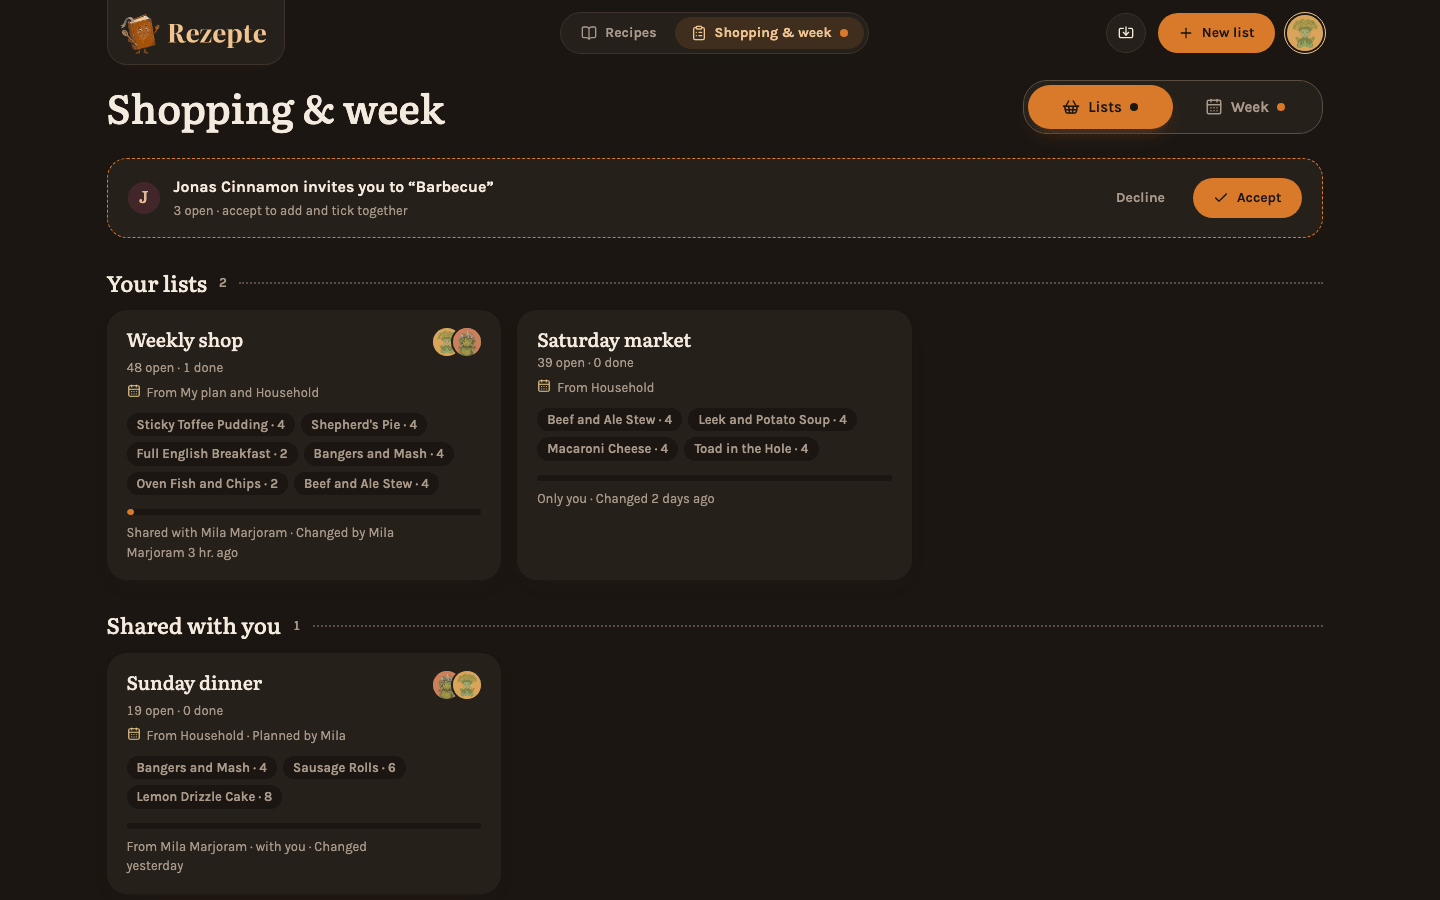 Rezepte
Recipes
Shopping & week
New list
Shopping & week
Lists
Week
J
Jonas Cinnamon invites you to “Barbecue”
3 open · accept to add and tick together
Decline
Accept
Your lists 2
Weekly shop
48 open · 1 done
From My plan and Household
Sticky Toffee Pudding · 4
Shepherd's Pie · 4
Full English Breakfast · 2
Bangers and Mash · 4
Oven Fish and Chips · 2
Beef and Ale Stew · 4
Shared with Mila Marjoram · Changed by Mila
Marjoram 3 hr. ago
Saturday market
39 open · 0 done
From Household
Beef and Ale Stew · 4
Leek and Potato Soup · 4
Macaroni Cheese · 4
Toad in the Hole · 4
Only you · Changed 2 days ago
Shared with you 1
Sunday dinner
19 open · 0 done
From Household · Planned by Mila
Bangers and Mash · 4
Sausage Rolls · 6
Lemon Drizzle Cake · 8
From Mila Marjoram · with you · Changed
yesterday